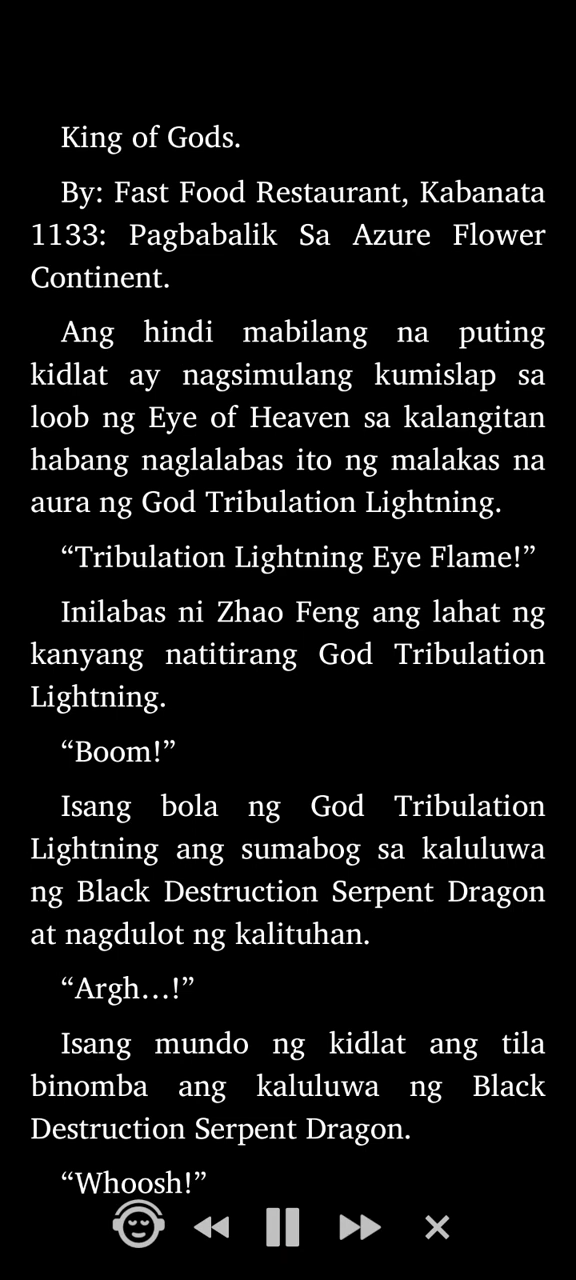 King of Gods.
By: Fast Food Restaurant, Kabanata
1133: Pagbabalik Sa Azure Flower
Continent.
Ang hindi mabilang na puting
kidlat ay nagsimulang kumislap sa
loob ng Eye of Heaven sa kalangitan
habang naglalabas ito ng malakas na
aura ng God Tribulation Lightning.
“Tribulation Lightning Eye Flame!”
Inilabas ni Zhao Feng ang lahat ng
kanyang natitirang God Tribulation
Lightning.
“Boom!”
Isang bola ng God Tribulation
Lightning ang sumabog sa kaluluwa
ng Black Destruction Serpent Dragon
at nagdulot ng kalituhan.
“Argh…!”
Isang mundo ng kidlat ang tila
binomba ang kaluluwa ng Black
Destruction Serpent Dragon.
“Whoosh!”